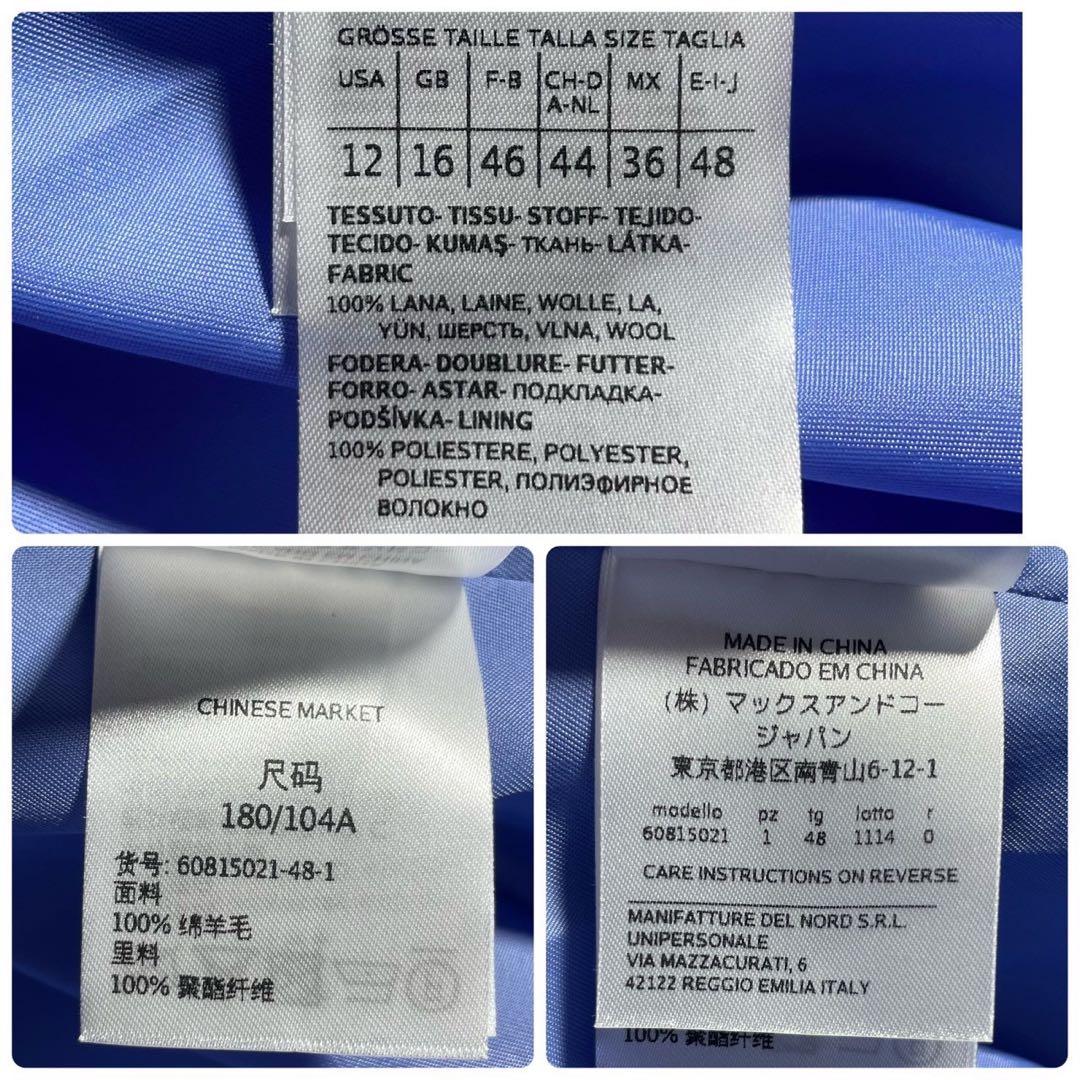 GRÖSSE TAILLE TALLA SIZE TAGLIA
USA GB F-B CH-D A-NL MX E-I-J
12 16 46 44 36 48
TESSUTO- TISSU- STOFF- TEJIDO-
TECIDO- KUMAŞ- ТКАНЬ- LÁTKA-
FABRIC
100% LANA, LAINE, WOLLE, LA,
YÜN, ШЕРСТЬ, VLNA, WOOL
FODERA- DOUBLURE- FUTTER-
FORRO- ASTAR- ПОДКЛАДКА-
PODŠÍVKA- LINING
100% POLIESTERE, POLYESTER,
POLIESTER, ПОЛИЭФИРНОЕ
ВОЛОКНО
CHINESE MARKET
尺码
180/104A
货号: 60815021-48-1
面料
100% 绵羊毛
里料
100% 聚酯纤维
MADE IN CHINA
FABRICADO EM CHINA
(株) マックスアンドコー
ジャパン
東京都港区南青山6-12-1
modello pz tg lotto r
60815021 1 48 1114 0
CARE INSTRUCTIONS ON REVERSE
MANIFATTURE DEL NORD S.R.L.
UNIPERSONALE
VIA MAZZACURATI, 6
42122 REGGIO EMILIA ITALY
100% 聚酯纤维